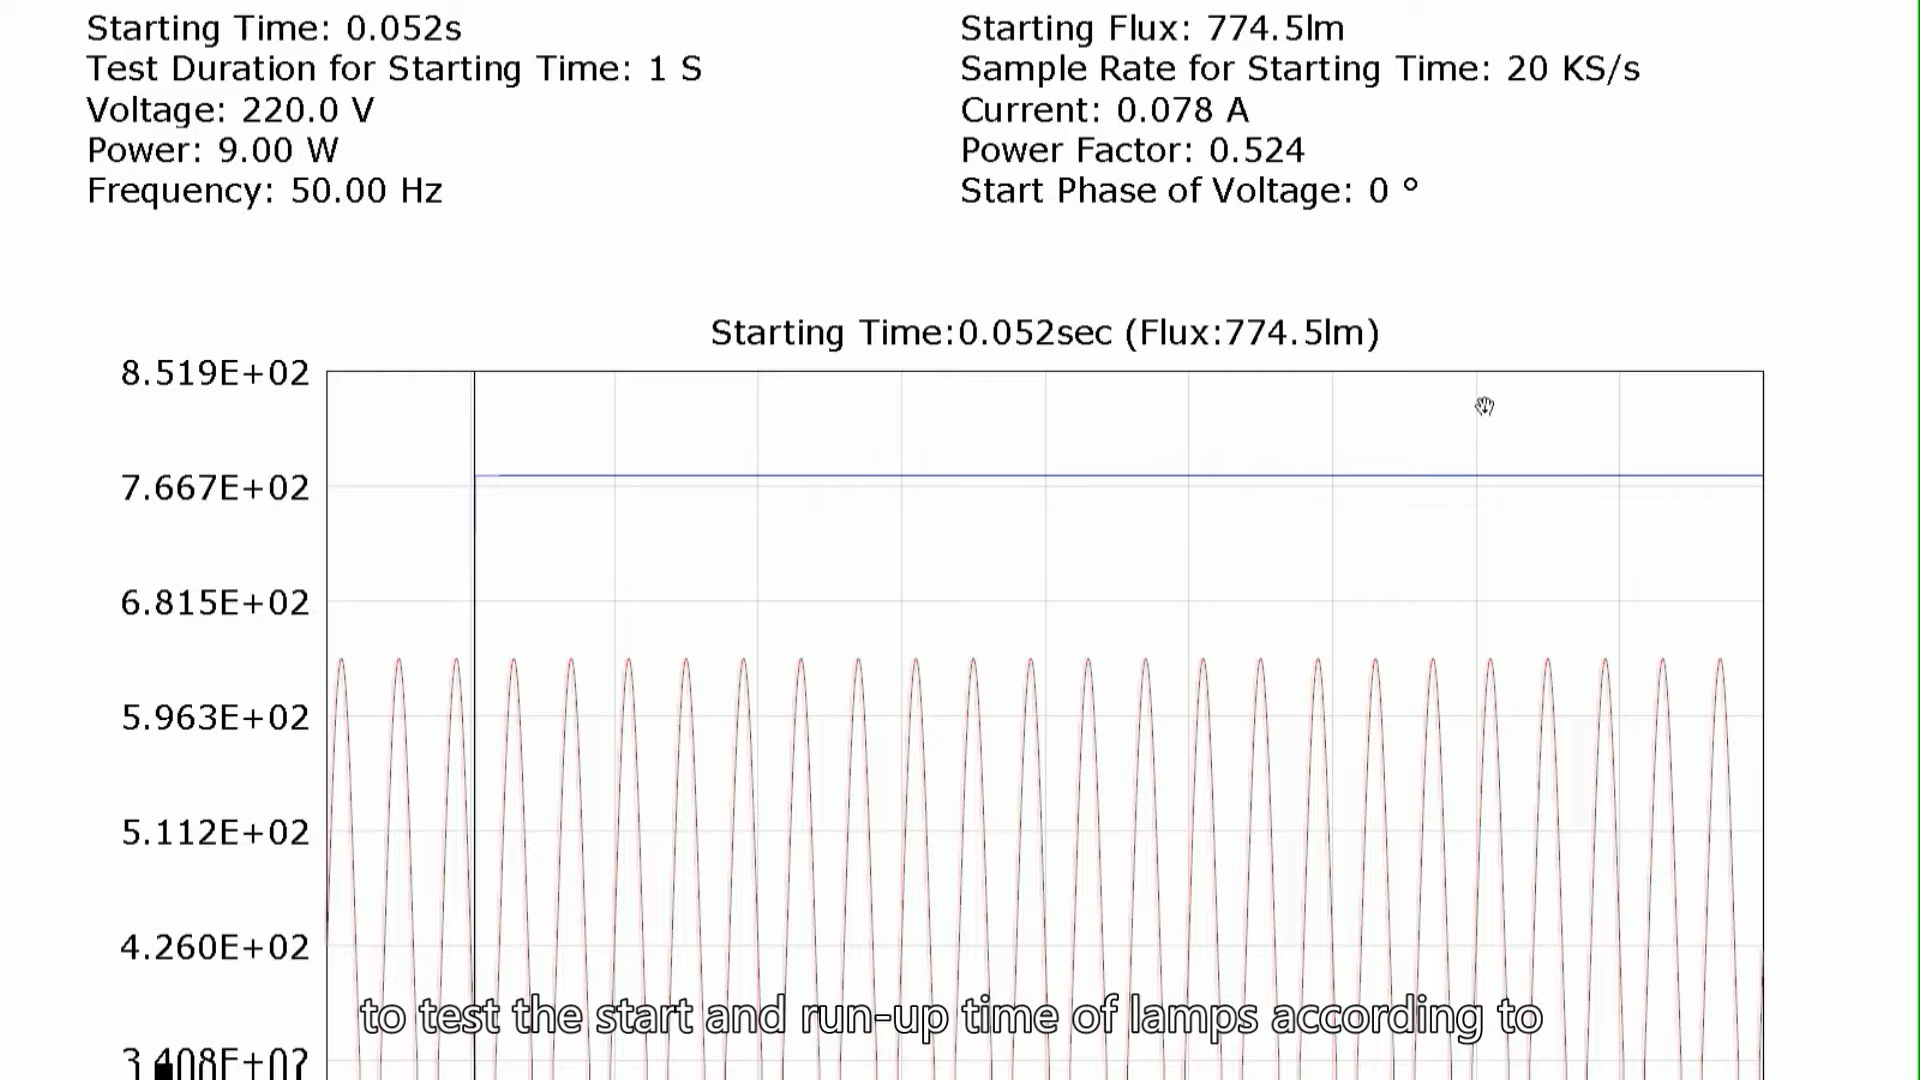 Starting Time: 0.052s
Starting Flux: 774.5lm
Test Duration for Starting Time: 1 S
Sample Rate for Starting Time: 20 KS/s
Voltage: 220.0 V
Current: 0.078 A
Power: 9.00 W
Power Factor: 0.524
Frequency: 50.00 Hz
Start Phase of Voltage: 0 °
Starting Time:0.052sec (Flux:774.5lm)
8.519E+02
7.667E+02
6.815E+02
5.963E+02
5.112E+02
4.260E+02
to test the start and run-up time of lamps according to
3.408E+02